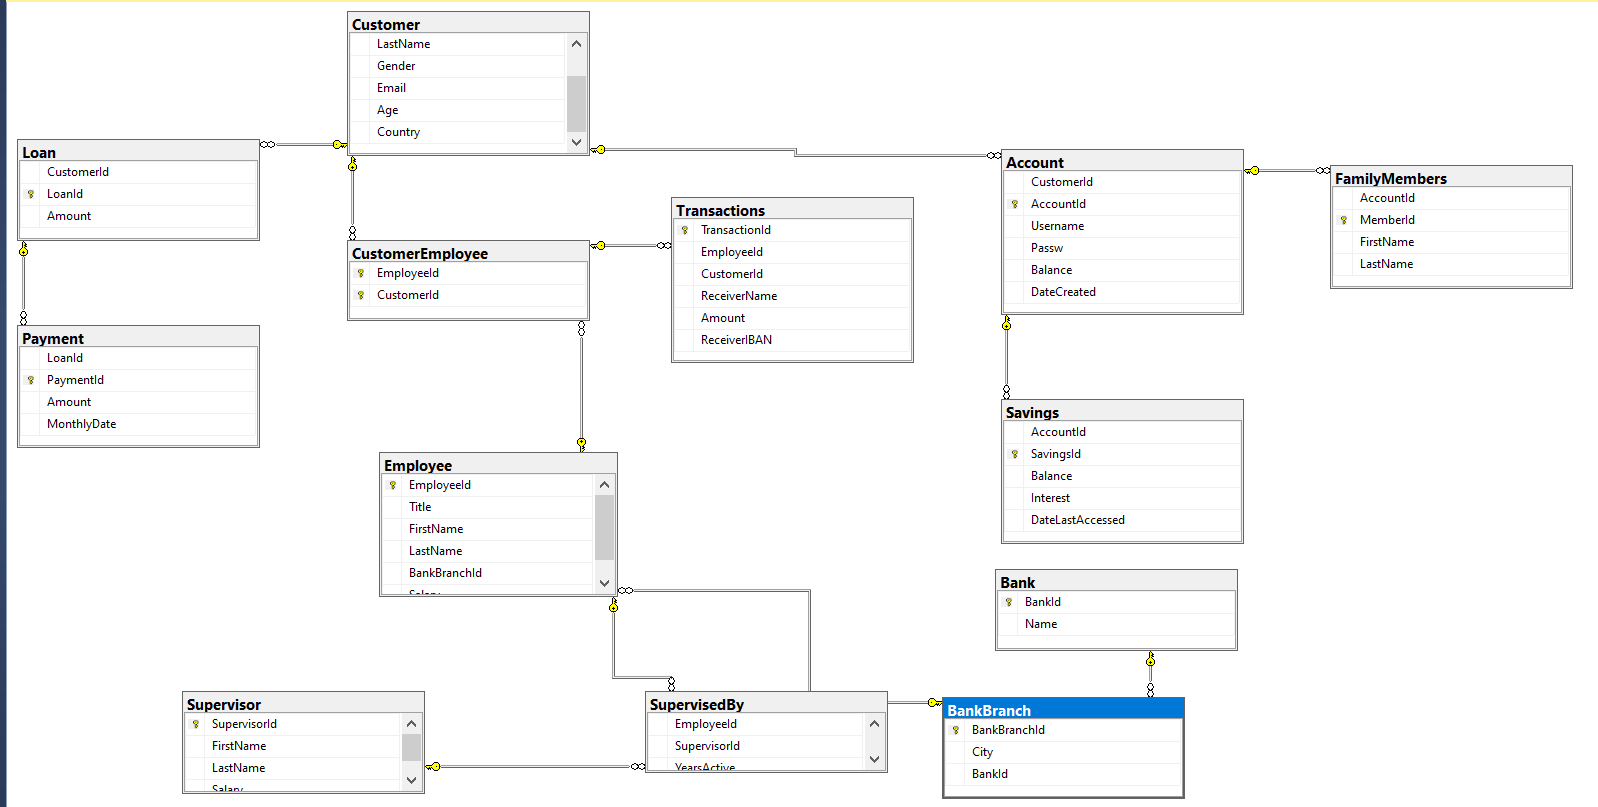 Customer
LastName
Gender
Email
Age
Country
Loan
CustomerId
LoanId
Amount
Account
CustomerId
AccountId
Username
Passw
Balance
DateCreated
FamilyMembers
AccountId
MemberId
FirstName
LastName
Transactions
TransactionId
EmployeeId
CustomerId
ReceiverName
Amount
ReceiverIBAN
CustomerEmployee
EmployeeId
CustomerId
Payment
LoanId
PaymentId
Amount
MonthlyDate
Savings
AccountId
SavingsId
Balance
Interest
DateLastAccessed
Employee
EmployeeId
Title
FirstName
LastName
BankBranchId
Salary
Bank
BankId
Name
Supervisor
SupervisorId
FirstName
LastName
Salary
SupervisedBy
EmployeeId
SupervisorId
YearsActive
BankBranch
BankBranchId
City
BankId